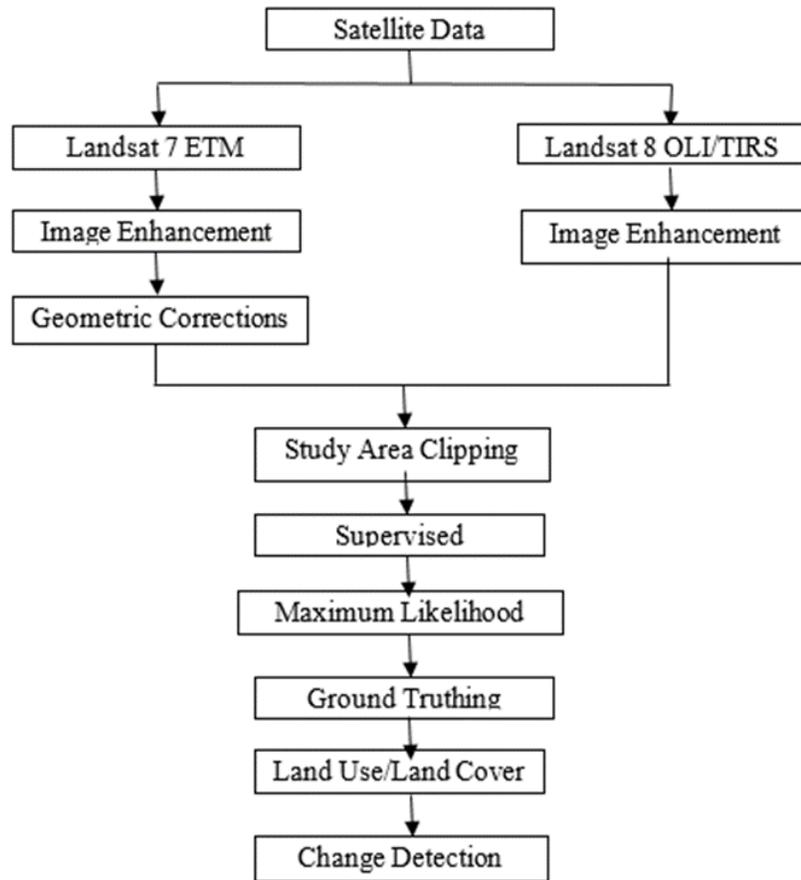 Satellite Data
Landsat 7 ETM
Landsat 8 OLI/TIRS
Image Enhancement
Image Enhancement
Geometric Corrections
Study Area Clipping
Supervised
Maximum Likelihood
Ground Truthing
Land Use/Land Cover
Change Detection